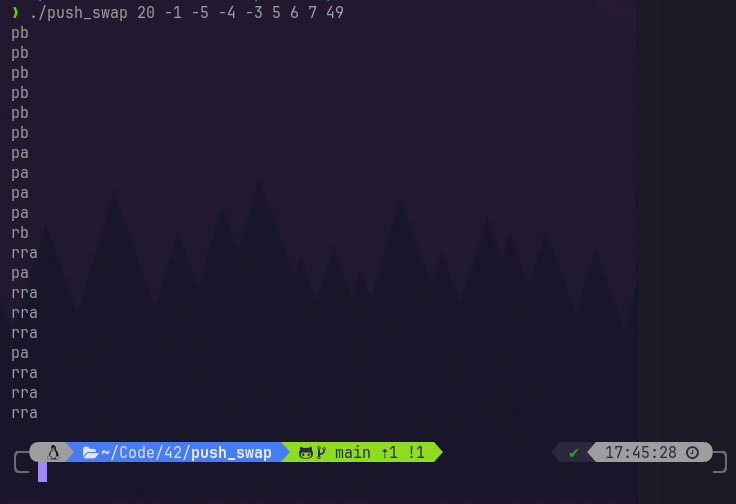 ❯ ./push_swap 20 -1 -5 -4 -3 5 6 7 49
pb
pb
pb
pb
pb
pb
pa
pa
pa
pa
rb
rra
pa
rra
rra
rra
pa
rra
rra
rra
~/Code/42/push_swap main ⇡1 !1 ✔ 17:45:28